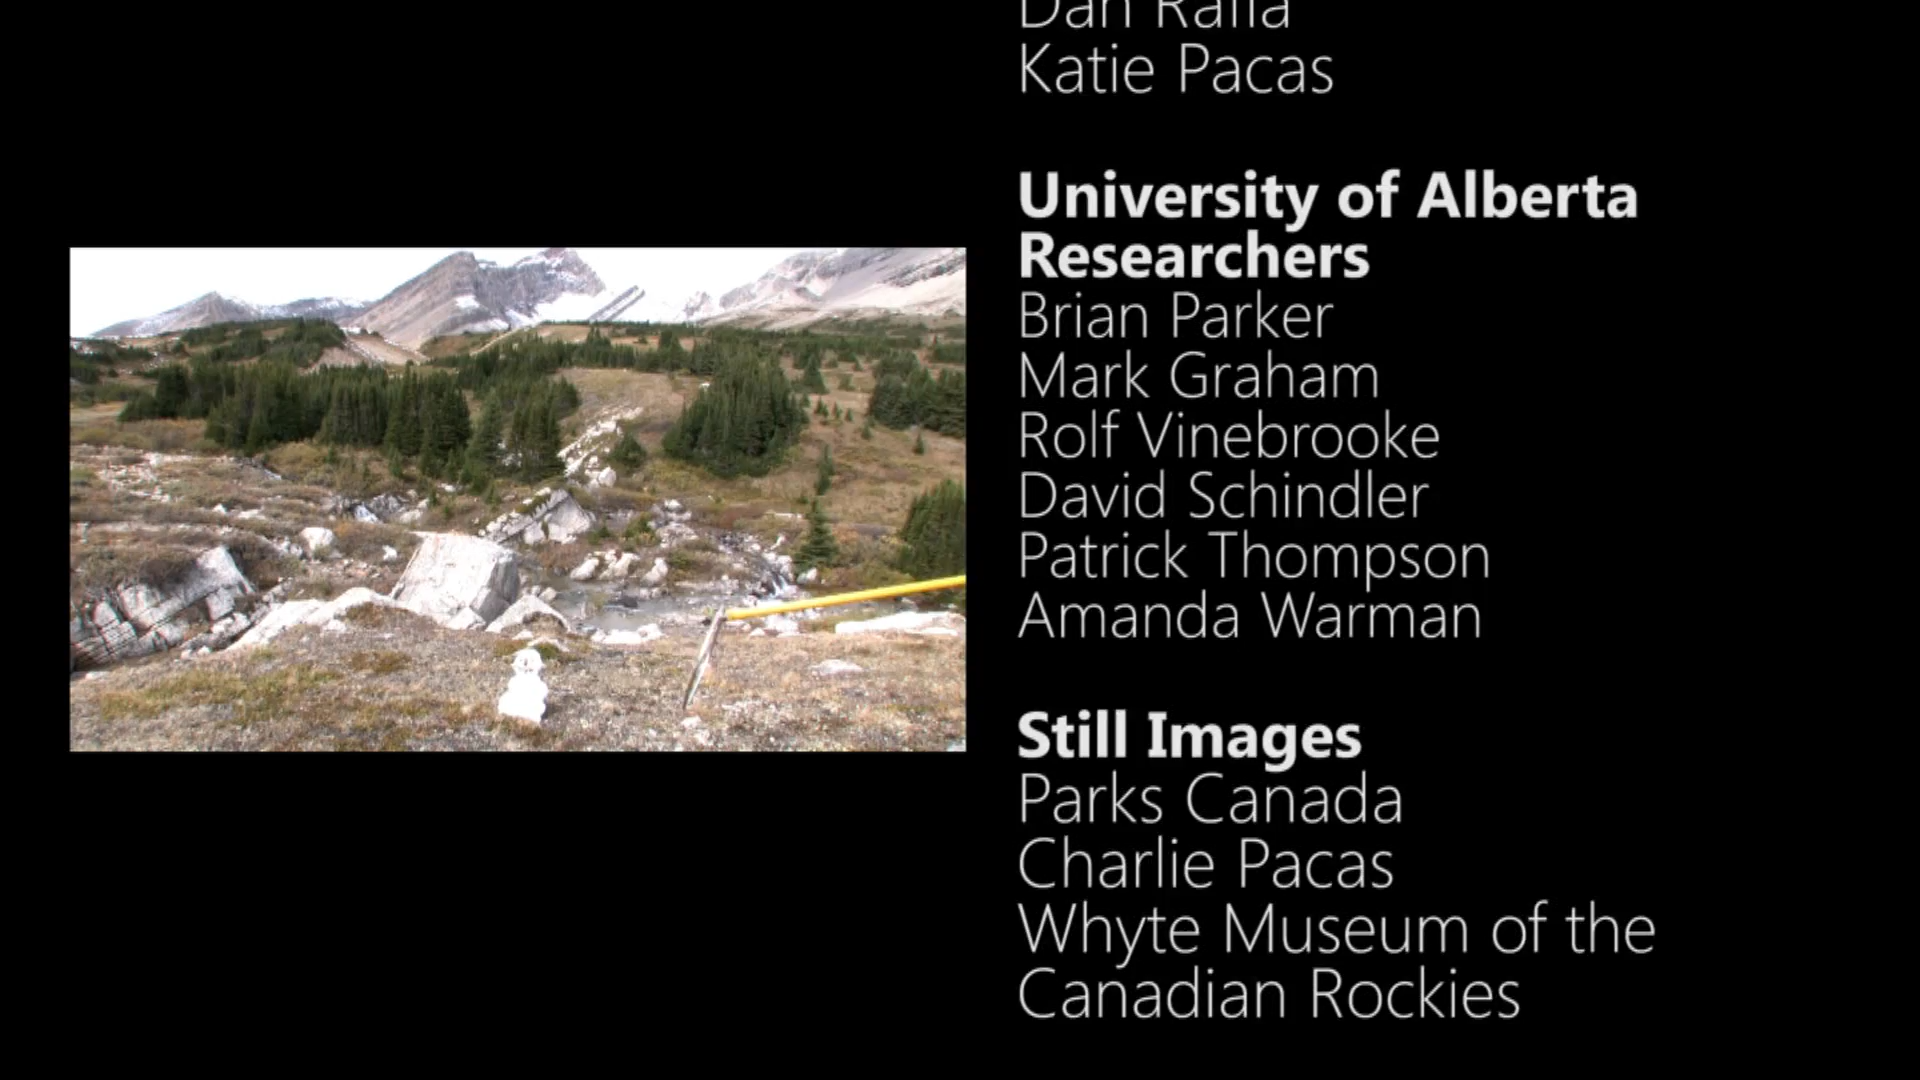 Katie Pacas
University of Alberta
Researchers
Brian Parker
Mark Graham
Rolf Vinebrooke
David Schindler
Patrick Thompson
Amanda Warman
Still Images
Parks Canada
Charlie Pacas
Whyte Museum of the
Canadian Rockies